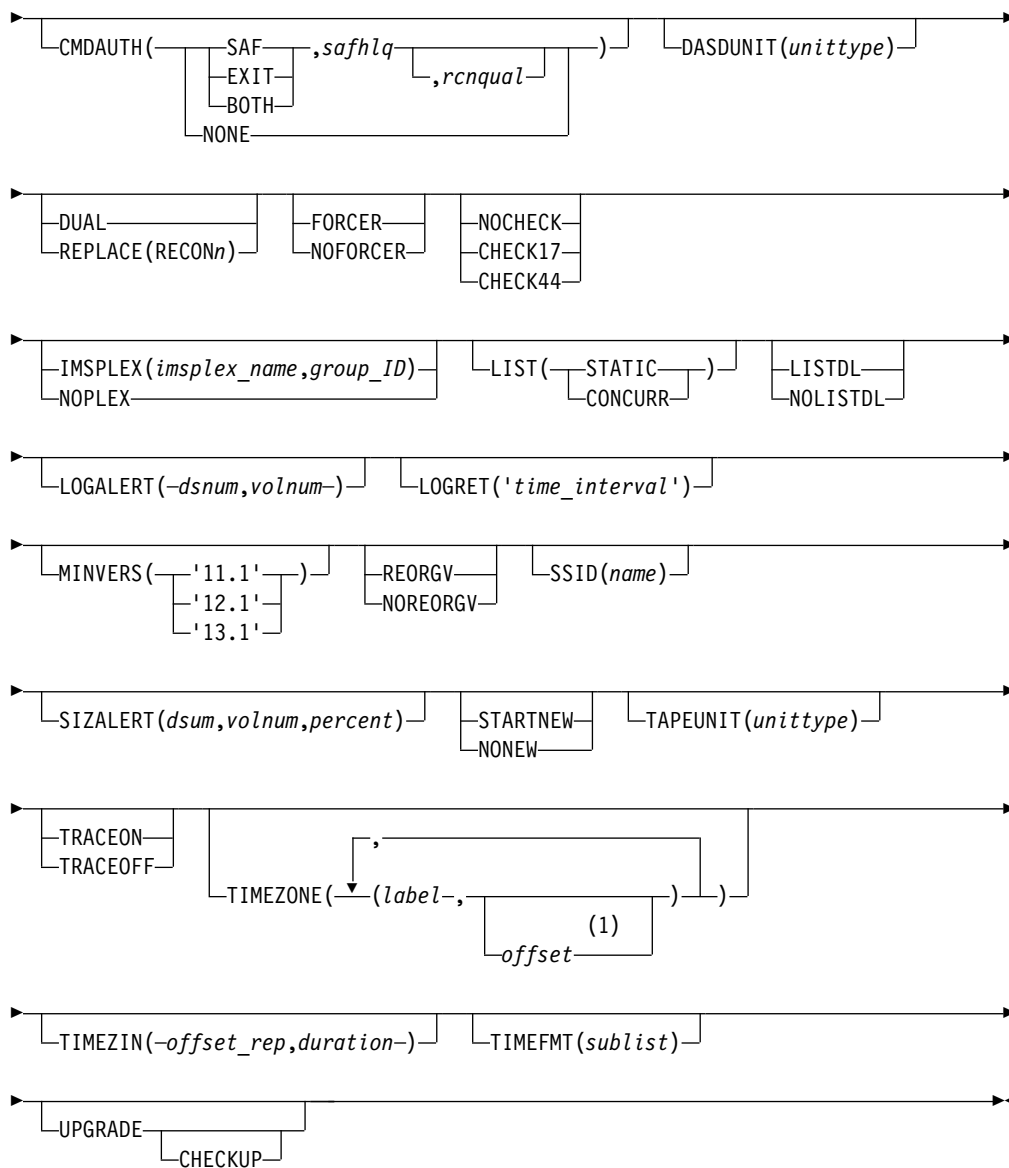 CMDAUTH( SAF ,safhlq ) DASDUNIT(unittype)
EXIT ,rcnqual
BOTH
NONE
DUAL FORCER NOCHECK
REPLACE(RECONn) NOFORCER CHECK17
CHECK44
IMSPLEX(imsplex_name,group_ID) LIST( STATIC ) LISTDL
NOPLEX CONCURR NOLISTDL
LOGALERT( dsnum,volnum ) LOGRET('time_interval')
MINVERS( '11.1' ) REORGV SSID(name)
'12.1' NOREORGV
'13.1'
SIZALERT(dsum,volnum,percent) STARTNEW TAPEUNIT(unittype)
NONEW
TRACEON ,
TRACEOFF
TIMEZONE( (label , ) )
(1)
offset
TIMEZIN( offset_rep,duration ) TIMEFMT(sublist)
UPGRADE
CHECKUP